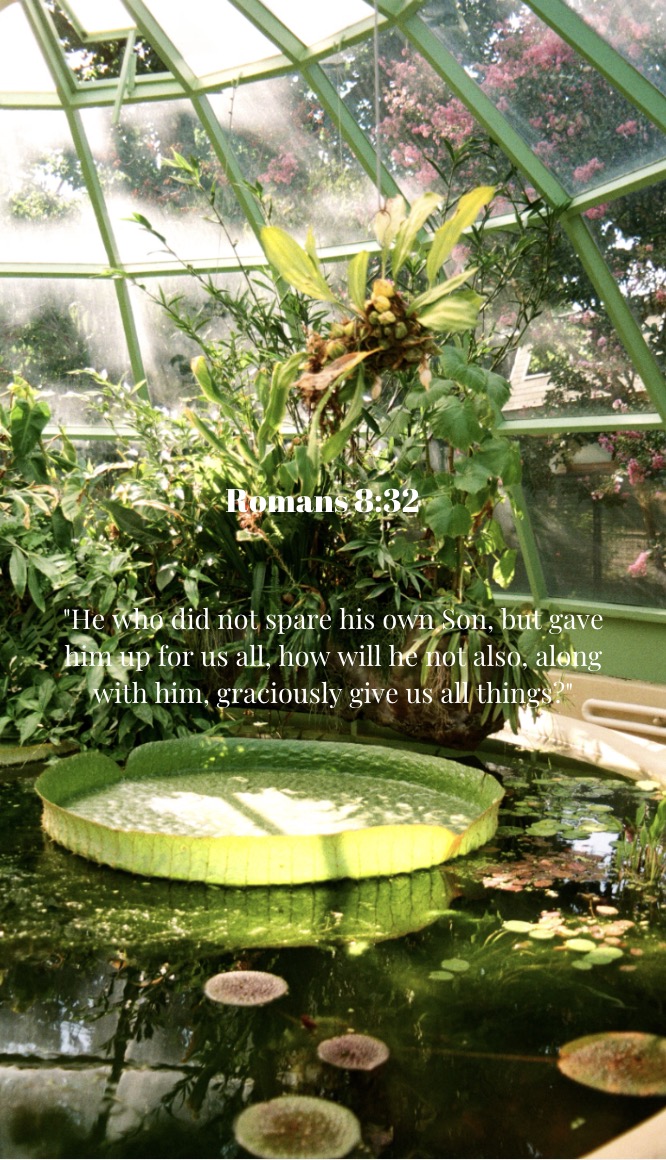 Romans 8:32
"He who did not spare his own Son, but gave
him up for us all, how will he not also, along
with him, graciously give us all things?"